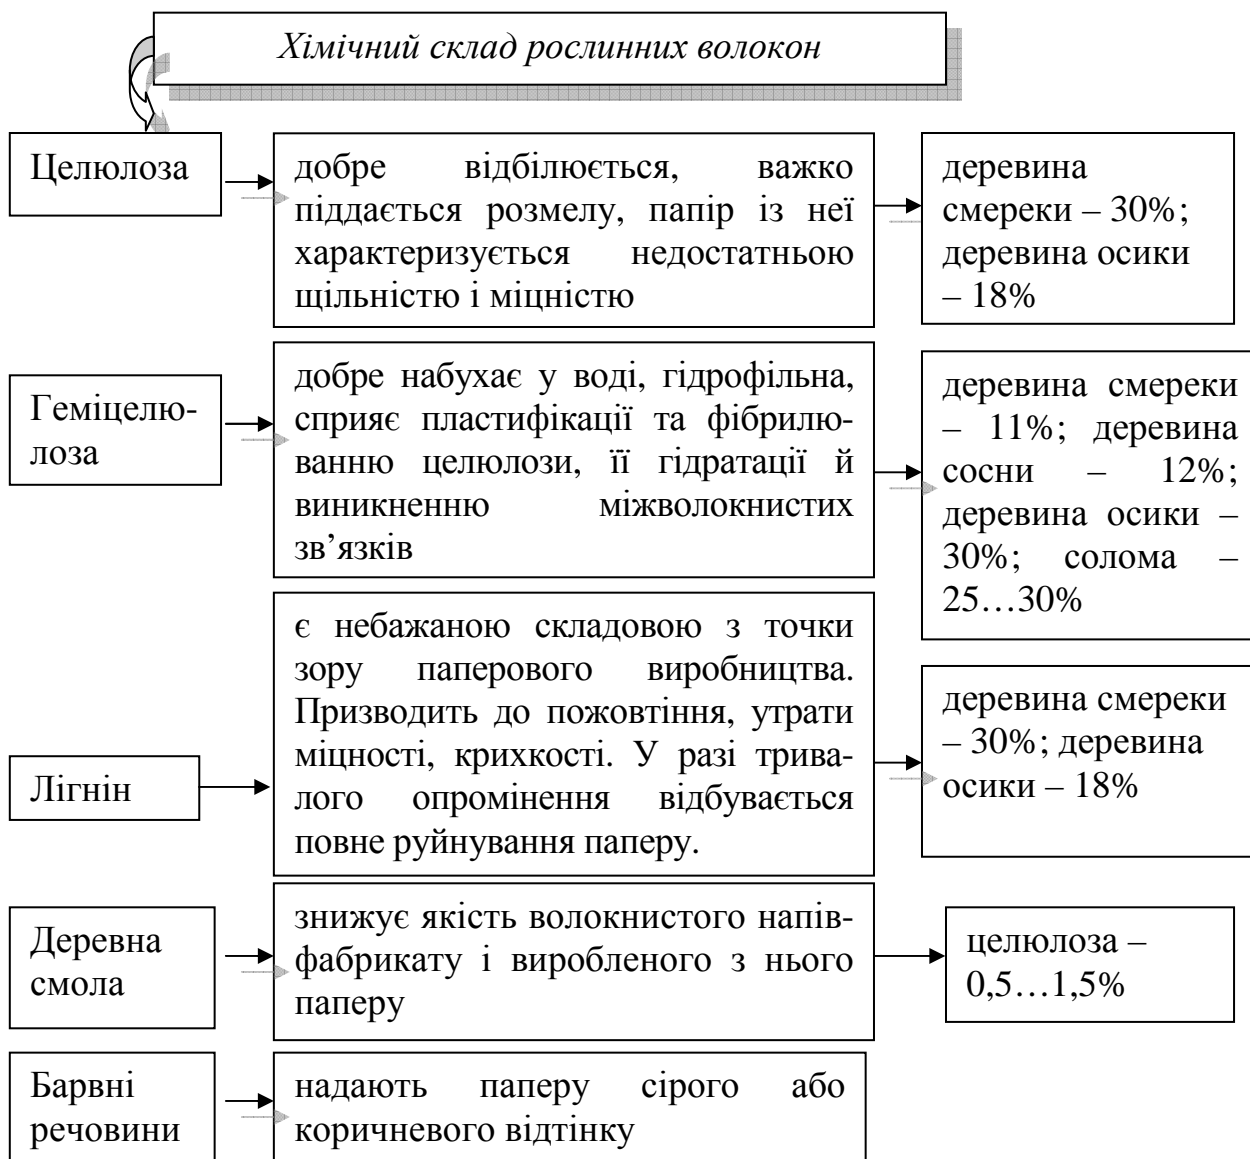 Хімічний склад рослинних волокон
Целюлоза
добре відбілюється, важко
піддається розмелу, папір із неї
характеризується недостатньою
щільністю і міцністю
деревина
смереки – 30%;
деревина осики
– 18%
Геміцелю-
лоза
добре набухає у воді, гідрофільна,
сприяє пластифікації та фібрилю-
ванню целюлози, її гідратації й
виникненню міжволокнистих
зв’язків
деревина смереки
– 11%; деревина
сосни – 12%;
деревина осики –
30%; солома –
25…30%
Лігнін
є небажаною складовою з точки
зору паперового виробництва.
Призводить до пожовтіння, утрати
міцності, крихкості. У разі трива-
лого опромінення відбувається
повне руйнування паперу.
деревина смереки
– 30%; деревина
осики – 18%
Деревна
смола
знижує якість волокнистого напів-
фабрикату і виробленого з нього
паперу
целюлоза –
0,5…1,5%
Барвні
речовини
надають паперу сірого або
коричневого відтінку